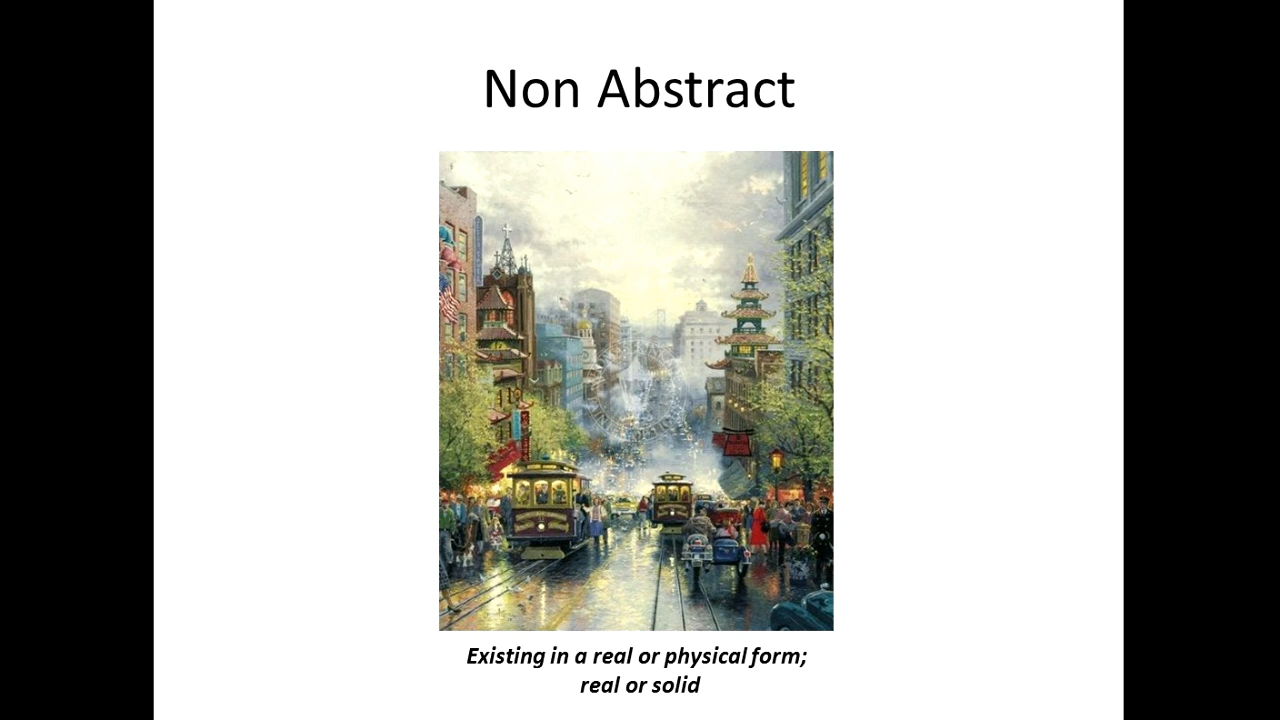 Non Abstract
Existing in a real or physical form;
real or solid